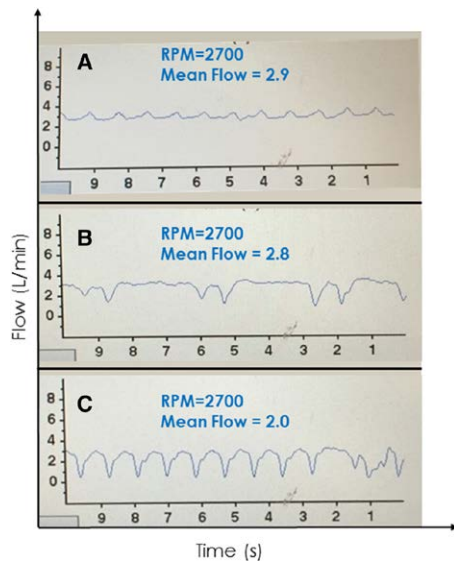 A
RPM=2700
Mean Flow = 2.9
8
6
4
2
0
9 8 7 6 5 4 3 2 1
B
RPM=2700
Mean Flow = 2.8
8
6
4
2
0
9 8 7 6 5 4 3 2 1
C
RPM=2700
Mean Flow = 2.0
8
6
4
2
0
9 8 7 6 5 4 3 2 1
Flow (L/min)
Time (s)